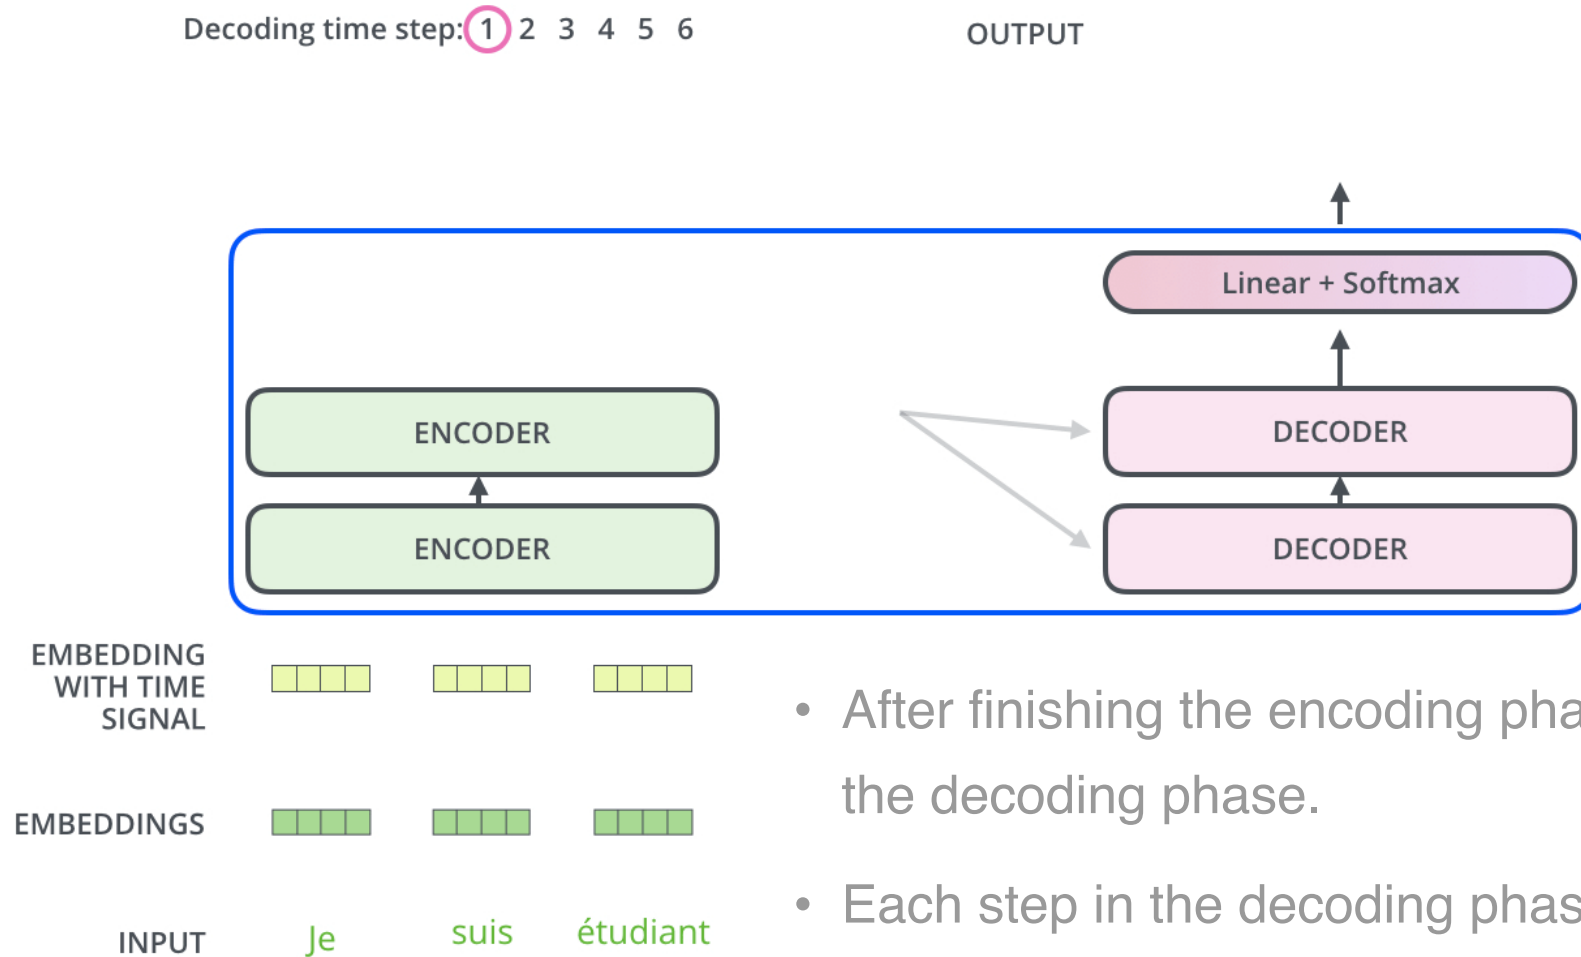 Decoding time step: 1 2 3 4 5 6
OUTPUT
Linear + Softmax
ENCODER
DECODER
ENCODER
DECODER
EMBEDDING
WITH TIME
SIGNAL
• After finishing the encoding pha
the decoding phase.
EMBEDDINGS
• Each step in the decoding phas
INPUT Je suis étudiant